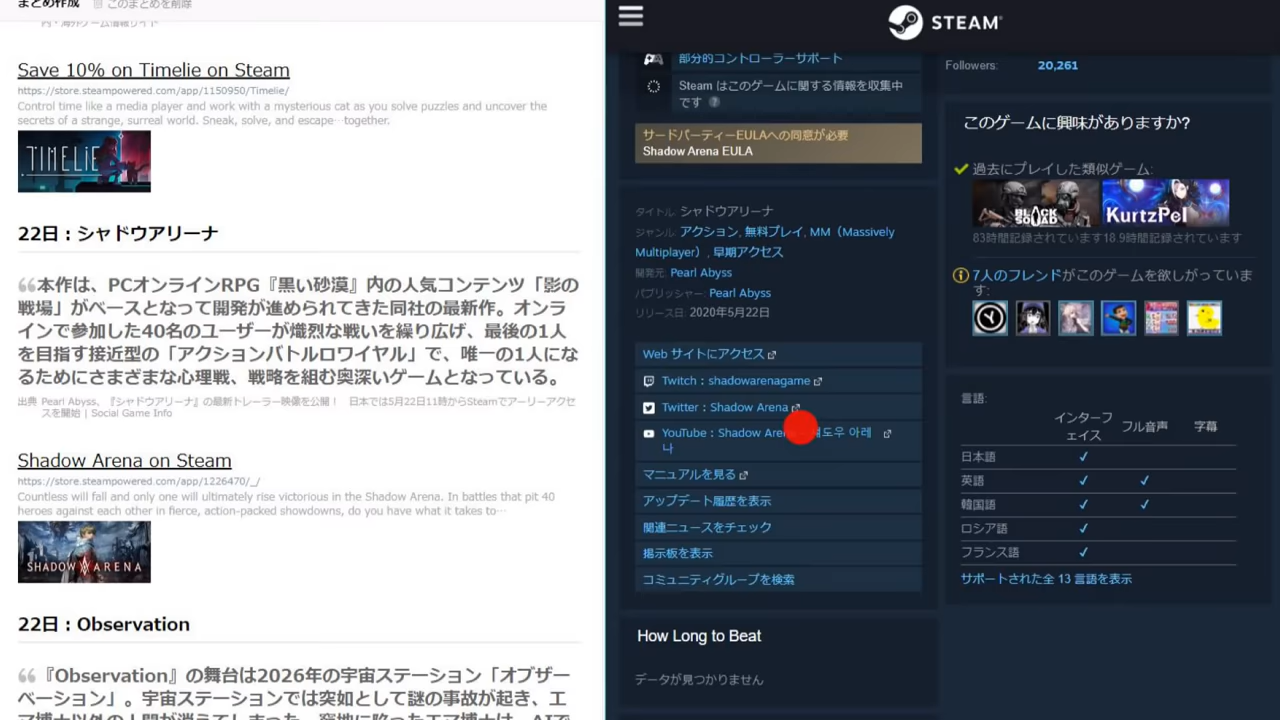 まとめ作成 このまとめを削除
内・海外ゲーム情報サイト
Save 10% on Timelie on Steam
https://store.steampowered.com/app/1150950/Timelie/
Control time like a media player and work with a mysterious cat as you solve puzzles and uncover the
secrets of a strange, surreal world. Sneak, solve, and escape…together.
TIMELIE
22日：シャドウアリーナ
本作は、PCオンラインRPG『黒い砂漠』内の人気コンテンツ「影の
戦場」がベースとなって開発が進められてきた同社の最新作。オンラ
インで参加した40名のユーザーが熾烈な戦いを繰り広げ、最後の1人
を目指す接近型の「アクションバトルロワイヤル」で、唯一の1人にな
るためにさまざまな心理戦、戦略を組む奥深いゲームとなっている。
出典 Pearl Abyss、『シャドウアリーナ』の最新トレーラー映像を公開！ 日本では5月22日11時からSteamでアーリーアクセ
スを開始 | Social Game Info
Shadow Arena on Steam
https://store.steampowered.com/app/1226470/_/
Countless will fall and only one will ultimately rise victorious in the Shadow Arena. In battles that pit 40
heroes against each other in fierce, action-packed showdowns, do you have what it takes to…
SHADOW ARENA
22日：Observation
『Observation』の舞台は2026年の宇宙ステーション「オブザー
ベーション」。宇宙ステーションでは突如として謎の事故が起き、エ
STEAM
部分的コントローラーサポート
Steam はこのゲームに関する情報を収集中
です
サードパーティーEULAへの同意が必要
Shadow Arena EULA
タイトル: シャドウアリーナ
ジャンル: アクション, 無料プレイ, MM（Massively
Multiplayer）, 早期アクセス
開発元: Pearl Abyss
パブリッシャー: Pearl Abyss
リリース日: 2020年5月22日
Web サイトにアクセス
Twitch：shadowarenagame
Twitter：Shadow Arena
YouTube：Shadow 아레
나
マニュアルを見る
アップデート履歴を表示
関連ニュースをチェック
掲示板を表示
コミュニティグループを検索
How Long to Beat
データが見つかりません
Followers: 20,261
このゲームに興味がありますか?
過去にプレイした類似ゲーム:
BLACK SQUAD KurtzPel
83時間記録されています18.9時間記録されています
7人のフレンドがこのゲームを欲しがっていま
す:
言語:
インターフ
ェイス フル音声 字幕
日本語 ✓
英語 ✓ ✓
韓国語 ✓ ✓
ロシア語 ✓
フランス語 ✓
サポートされた全 13 言語を表示